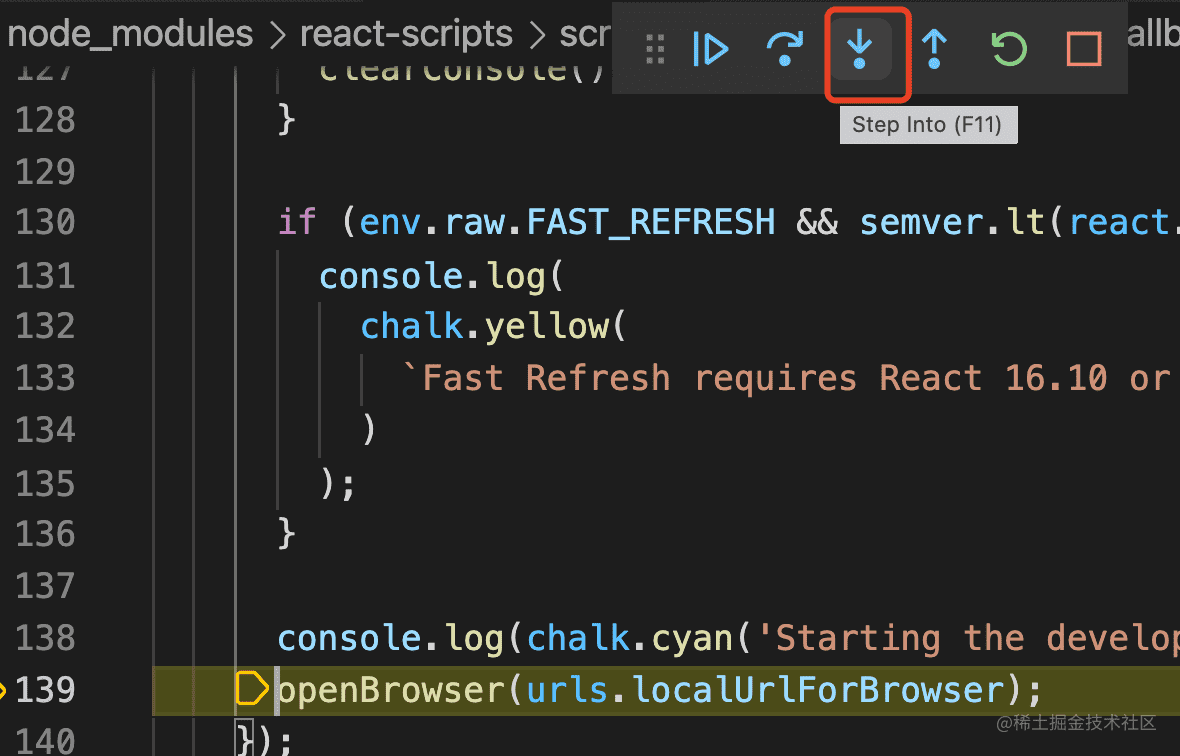 node_modules > react-scripts > scr
allb
127 clearConsole()
Step Into (F11)
128 }
129
130 if (env.raw.FAST_REFRESH && semver.lt(react.
131 console.log(
132 chalk.yellow(
133 `Fast Refresh requires React 16.10 or
134 )
135 );
136 }
137
138 console.log(chalk.cyan('Starting the develop
139 openBrowser(urls.localUrlForBrowser);
140 });
@稀土掘金技术社区